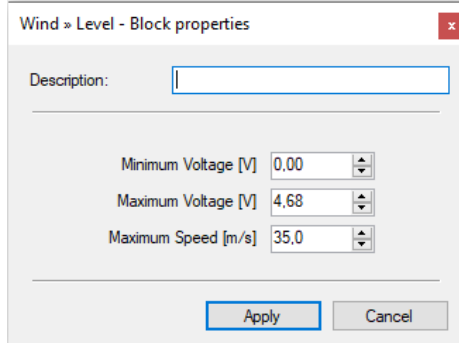 Wind » Level - Block properties
x
Description:
Minimum Voltage [V] 0,00
Maximum Voltage [V] 4,68
Maximum Speed [m/s] 35,0
Apply Cancel